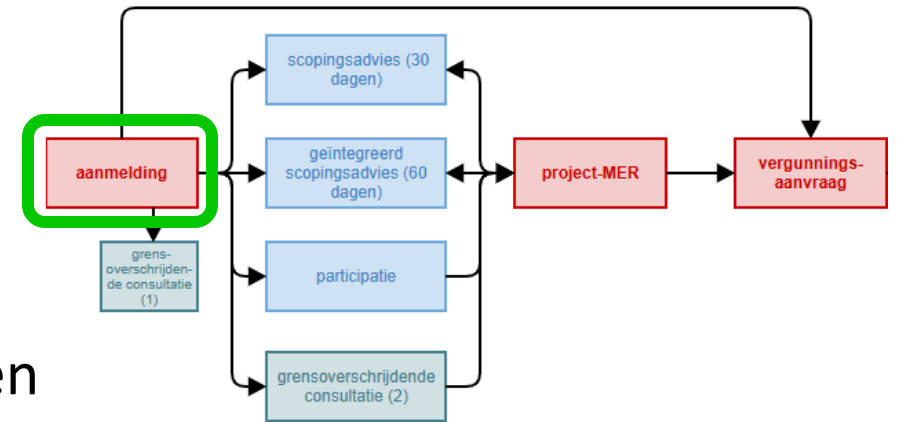 scopingsadvies (30
dagen)
aanmelding
geïntegreerd
scopingsadvies (60
dagen)
project-MER
vergunnings-
aanvraag
grens-
overschrijden-
de consultatie
(1)
participatie
grensoverschrijdende
consultatie (2)
en